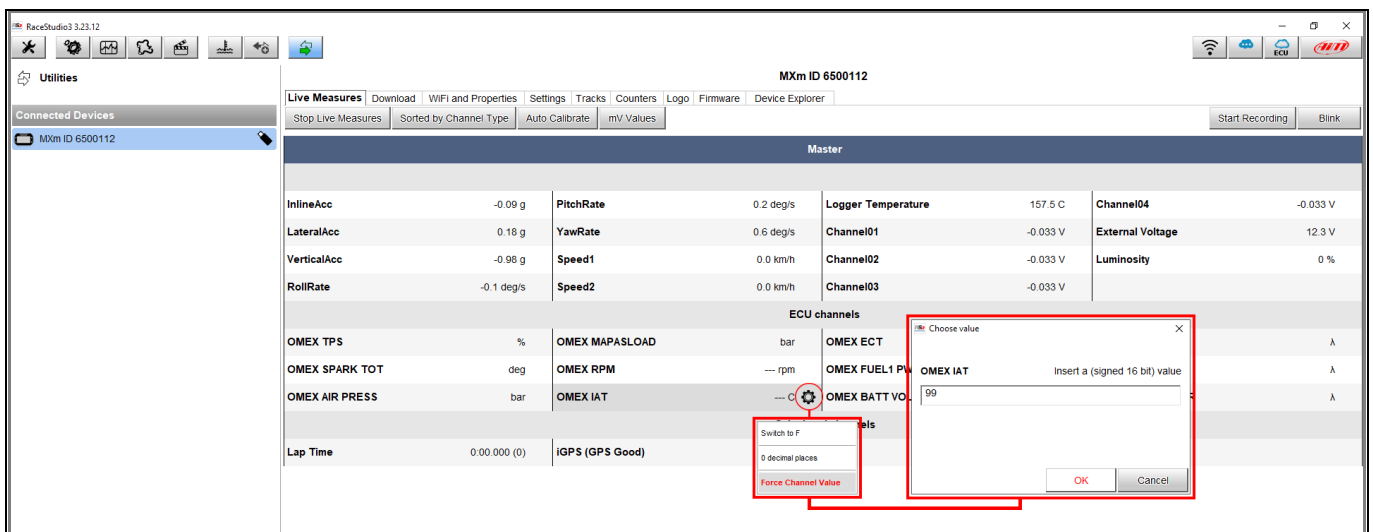 RaceStudio3 3.23.12
ECU
Utilities
MXm ID 6500112
Live Measures Download WiFi and Properties Settings Tracks Counters Logo Firmware Device Explorer
Connected Devices
Stop Live Measures Sorted by Channel Type Auto Calibrate mV Values Start Recording Blink
MXm ID 6500112
Master
InlineAcc -0.09 g PitchRate 0.2 deg/s Logger Temperature 157.5 C Channel04 -0.033 V
LateralAcc 0.18 g YawRate 0.6 deg/s Channel01 -0.033 V External Voltage 12.3 V
VerticalAcc -0.98 g Speed1 0.0 km/h Channel02 -0.033 V Luminosity 0 %
RollRate -0.1 deg/s Speed2 0.0 km/h Channel03 -0.033 V
ECU channels
Choose value
OMEX TPS % OMEX MAPASLOAD bar OMEX ECT λ
OMEX SPARK TOT deg OMEX RPM --- rpm OMEX FUEL1 PW λ
OMEX IAT Insert a (signed 16 bit) value
99
OMEX AIR PRESS bar OMEX IAT --- C OMEX BATT VOL λ
Switch to F
0 decimal places
Force Channel Value
Lap Time 0:00.000 (0) iGPS (GPS Good)
OK Cancel